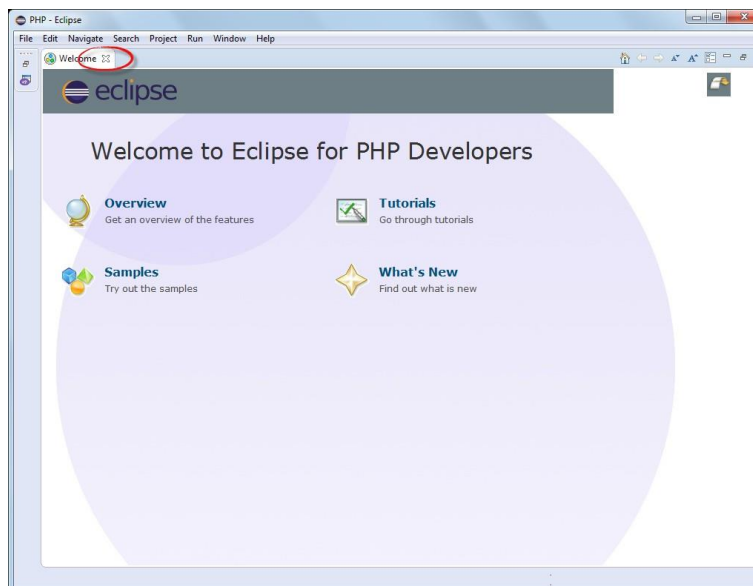 PHP - Eclipse
File Edit Navigate Search Project Run Window Help
Welcome
eclipse
Welcome to Eclipse for PHP Developers
Overview
Get an overview of the features
Tutorials
Go through tutorials
Samples
Try out the samples
What's New
Find out what is new